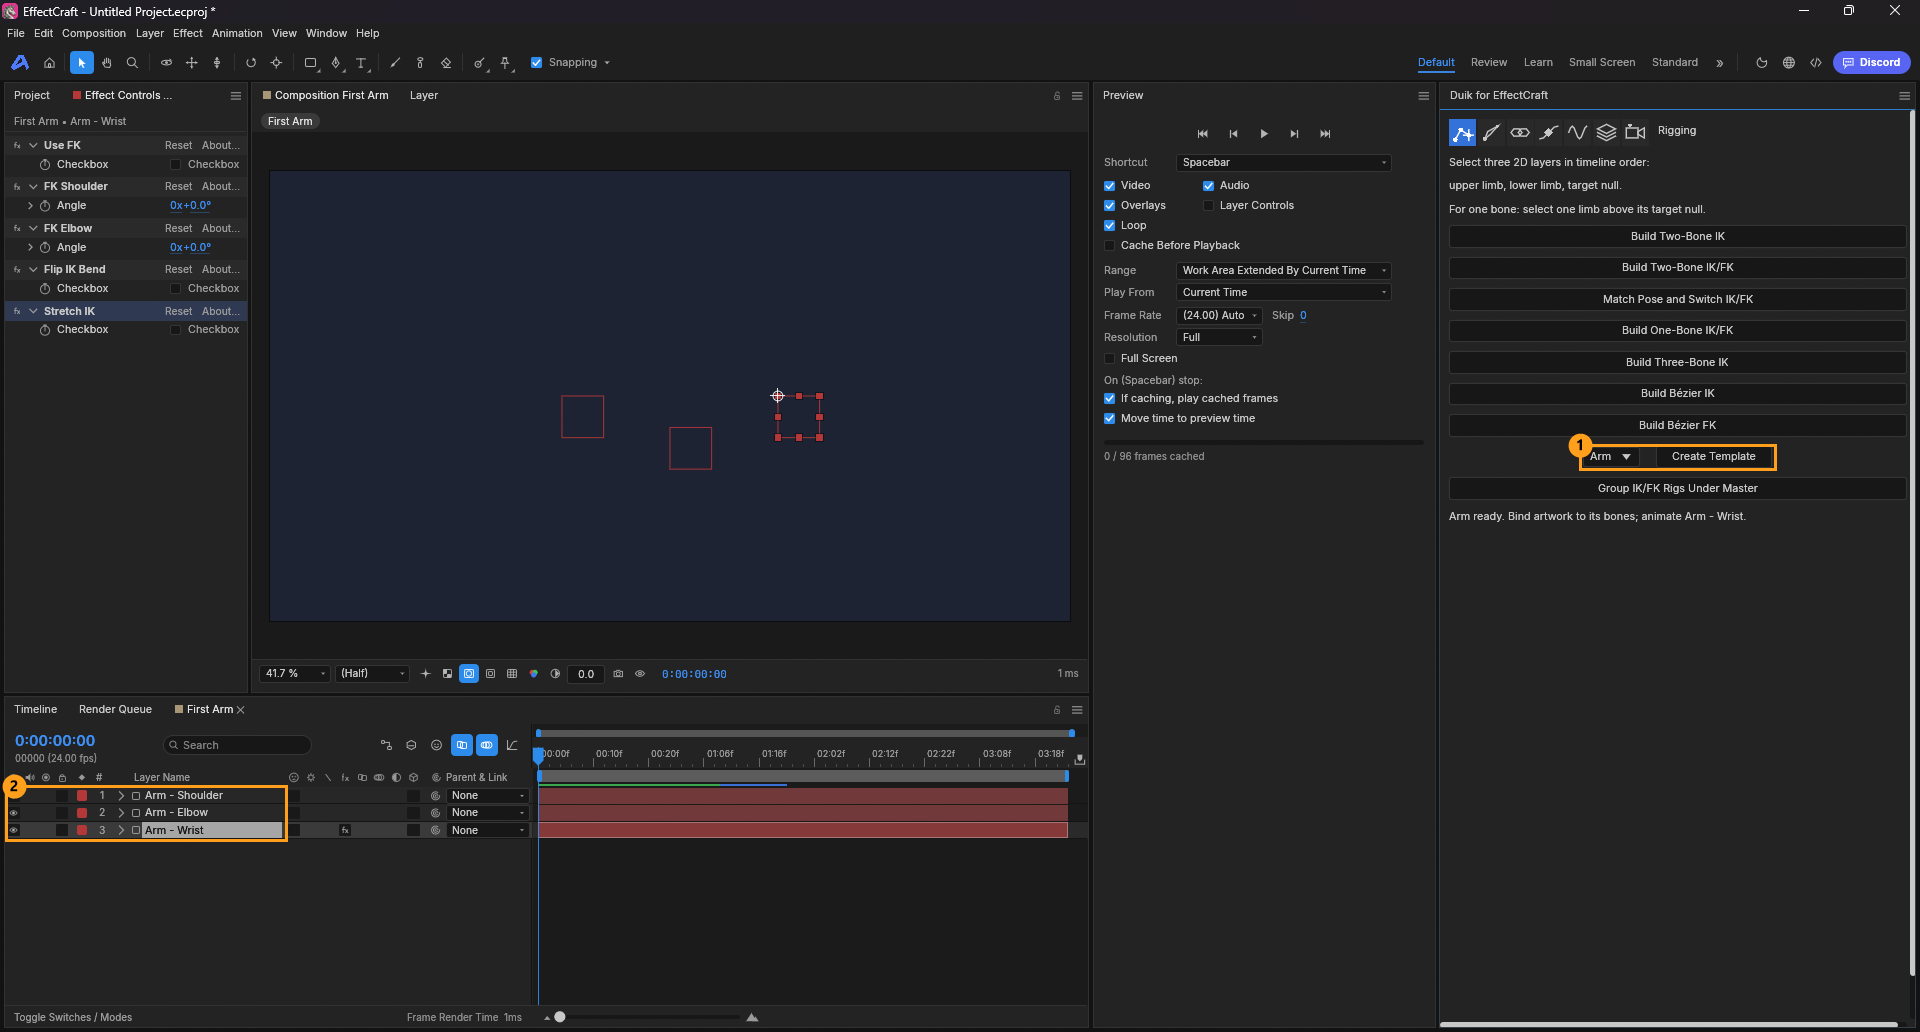 EffectCraft - Untitled Project.ecproj *
File Edit Composition Layer Effect Animation View Window Help
Snapping
Default Review Learn Small Screen Standard » Discord
Project Effect Controls ...
First Arm • Arm - Wrist
fx Use FK Reset About...
Checkbox Checkbox
fx FK Shoulder Reset About...
Angle 0x+0.0°
fx FK Elbow Reset About...
Angle 0x+0.0°
fx Flip IK Bend Reset About...
Checkbox Checkbox
fx Stretch IK Reset About...
Checkbox Checkbox
Composition First Arm Layer
First Arm
41.7 % (Half) 0.0 0:00:00:00 1 ms
Preview
Shortcut Spacebar
Video Audio
Overlays Layer Controls
Loop
Cache Before Playback
Range Work Area Extended By Current Time
Play From Current Time
Frame Rate (24.00) Auto Skip 0
Resolution Full
Full Screen
On (Spacebar) stop:
If caching, play cached frames
Move time to preview time
0 / 96 frames cached
Duik for EffectCraft
Rigging
Select three 2D layers in timeline order:
upper limb, lower limb, target null.
For one bone: select one limb above its target null.
Build Two-Bone IK
Build Two-Bone IK/FK
Match Pose and Switch IK/FK
Build One-Bone IK/FK
Build Three-Bone IK
Build Bézier IK
Build Bézier FK
1
Arm Create Template
Group IK/FK Rigs Under Master
Arm ready. Bind artwork to its bones; animate Arm - Wrist.
Timeline Render Queue First Arm
0:00:00:00
00000 (24.00 fps)
Search
00:00f 00:10f 00:20f 01:06f 01:16f 02:02f 02:12f 02:22f 03:08f 03:18f
2
# Layer Name fx Parent & Link
1 Arm - Shoulder None
2 Arm - Elbow None
3 Arm - Wrist fx None
Toggle Switches / Modes
Frame Render Time 1ms